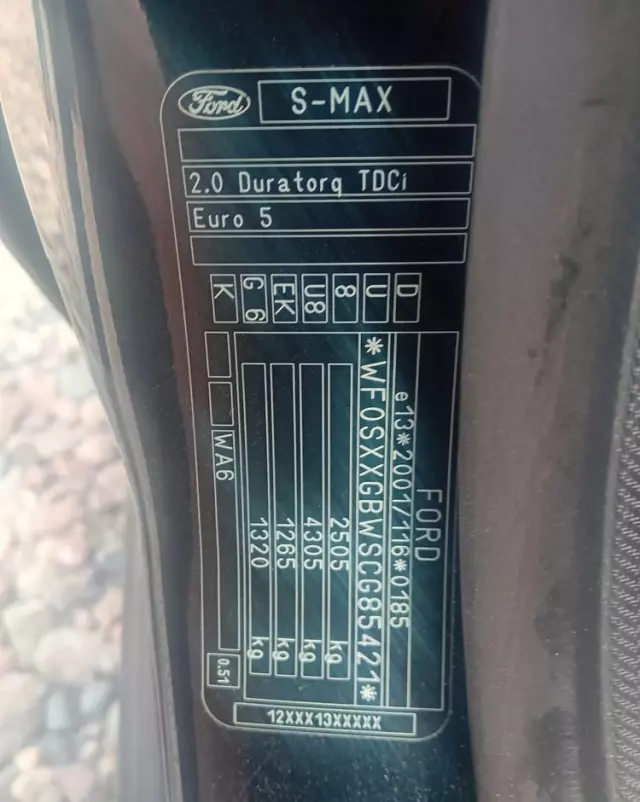 Ford S-MAX
2.0 Duratorq TDCi
Euro 5
K G 6 EK U8 8 U D
FORD
e13*2001/116*0185
*WF0SXXGBWSCG85421*
2505 kg
4305 kg
1265 kg
1320 kg
WA6
0.51
12XXX13XXXXX